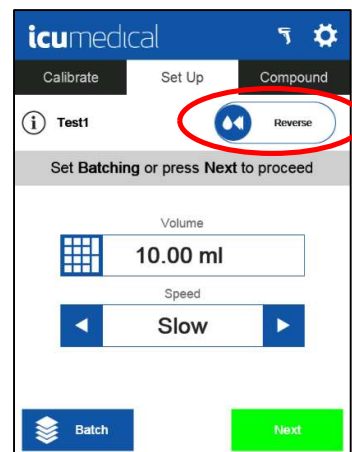 icumedical
Calibrate Set Up Compound
i Test1 Reverse
Set Batching or press Next to proceed
Volume
10.00 ml
Speed
Slow
Batch Next